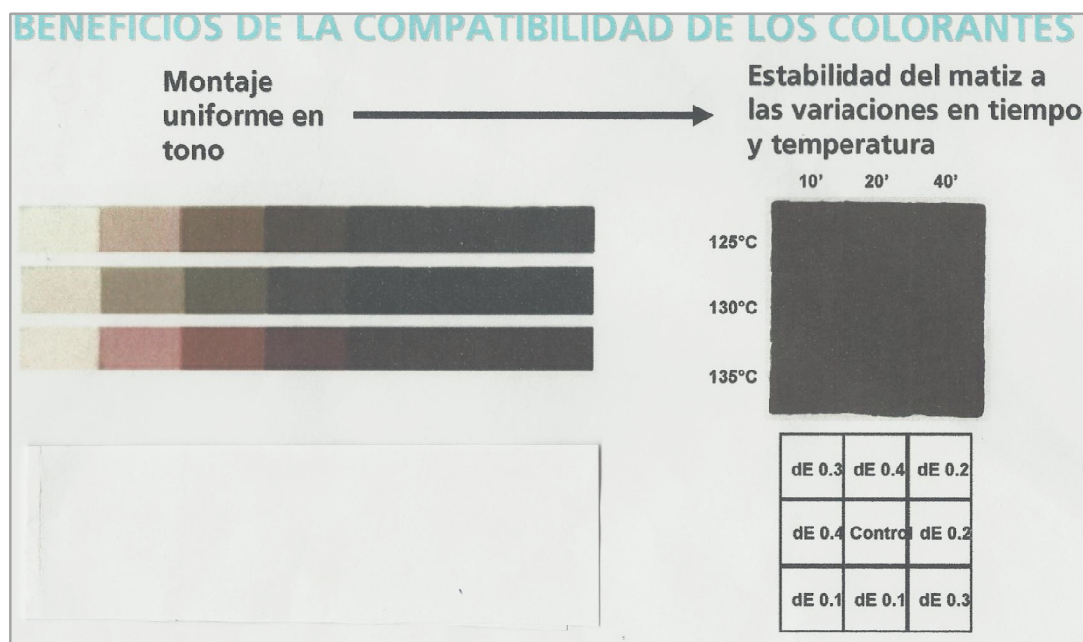 BENEFICIOS DE LA COMPATIBILIDAD DE LOS COLORANTES
Montaje
uniforme en
tono
Estabilidad del matiz a
las variaciones en tiempo
y temperatura
10' 20' 40'
125°C
130°C
135°C
dE 0.3 dE 0.4 dE 0.2
dE 0.4 Control dE 0.2
dE 0.1 dE 0.1 dE 0.3